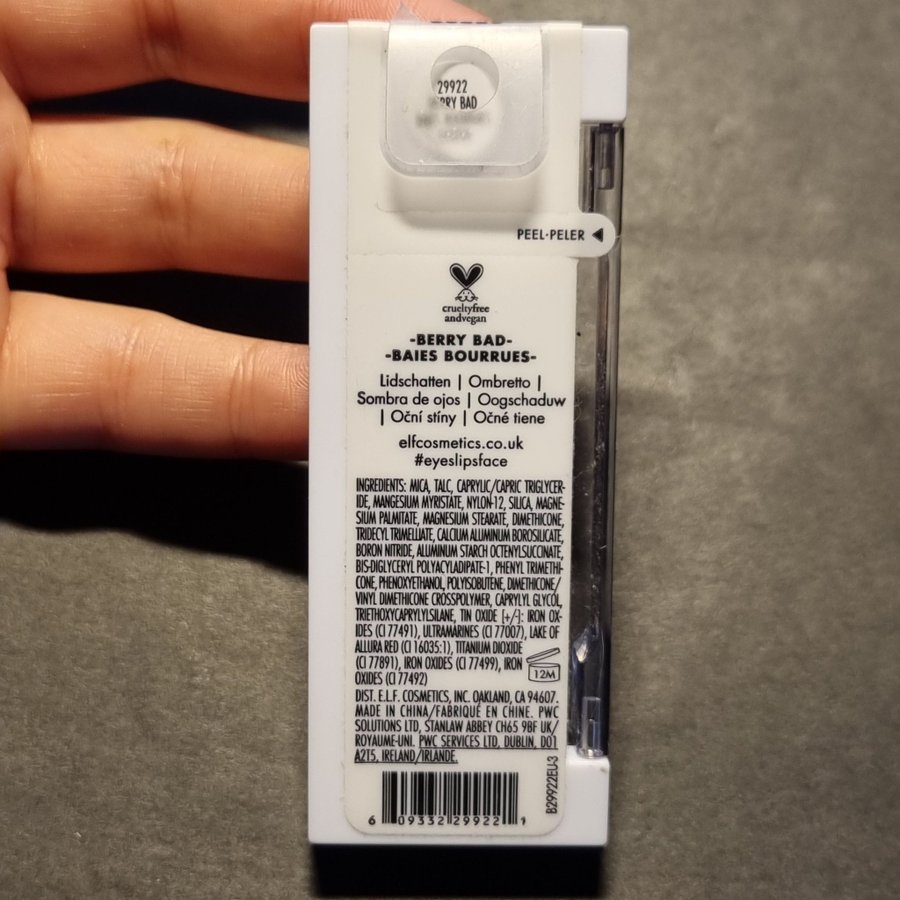 29922
RRY BAD
PEEL•PELER ◀
crueltyfree
andvegan
-BERRY BAD-
-BAIES BOURRUES-
Lidschatten | Ombretto |
Sombra de ojos | Oogschaduw
| Oční stíny | Očné tiene
elfcosmetics.co.uk
#eyeslipsface
INGREDIENTS: MICA, TALC, CAPRYLIC/CAPRIC TRIGLYCER-
IDE, MANGESIUM MYRISTATE, NYLON-12, SILICA, MAGNE-
SIUM PALMITATE, MAGNESIUM STEARATE, DIMETHICONE,
TRIDECYL TRIMELLIATE, CALCIUM ALUMINUM BOROSILICATE,
BORON NITRIDE, ALUMINUM STARCH OCTENYLSUCCINATE,
BIS-DIGLYCERYL POLYACYLADIPATE-1, PHENYL TRIMETHI-
CONE, PHENOXYETHANOL, POLYISOBUTENE, DIMETHICONE/
VINYL DIMETHICONE CROSSPOLYMER, CAPRYLYL GLYCOL,
TRIETHOXYCAPRYLYLSILANE, TIN OXIDE [+/-]: IRON OX-
IDES (CI 77491), ULTRAMARINES (CI 77007), LAKE OF
ALLURA RED (CI 16035:1), TITANIUM DIOXIDE
(CI 77891), IRON OXIDES (CI 77499), IRON
OXIDES (CI 77492)
12M
DIST. E.L.F. COSMETICS, INC. OAKLAND, CA 94607.
MADE IN CHINA/FABRIQUÉ EN CHINE. PWC
SOLUTIONS LTD, STANLAW ABBEY CH65 9BF UK/
ROYAUME-UNI. PWC SERVICES LTD, DUBLIN, D01
A2T5, IRELAND/IRLANDE.
B29922EU-3
6 09332 29922 1